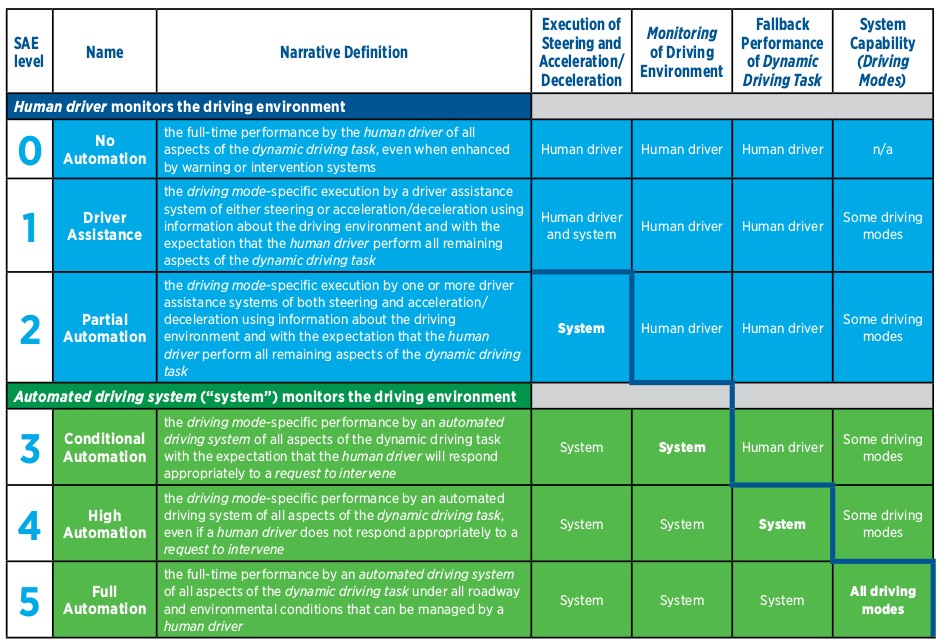 SAE
level
Name
Narrative Definition
Execution of
Steering and
Acceleration/
Deceleration
Monitoring
of Driving
Environment
Fallback
Performance
of Dynamic
Driving Task
System
Capability
(Driving
Modes)
Human driver monitors the driving environment
0
No
Automation
the full-time performance by the human driver of all
aspects of the dynamic driving task, even when enhanced
by warning or intervention systems
Human driver
Human driver
Human driver
n/a
1
Driver
Assistance
the driving mode-specific execution by a driver assistance
system of either steering or acceleration/deceleration using
information about the driving environment and with the
expectation that the human driver perform all remaining
aspects of the dynamic driving task
Human driver
and system
Human driver
Human driver
Some driving
modes
2
Partial
Automation
the driving mode-specific execution by one or more driver
assistance systems of both steering and acceleration/
deceleration using information about the driving
environment and with the expectation that the human
driver perform all remaining aspects of the dynamic driving
task
System
Human driver
Human driver
Some driving
modes
Automated driving system (“system”) monitors the driving environment
3
Conditional
Automation
the driving mode-specific performance by an automated
driving system of all aspects of the dynamic driving task
with the expectation that the human driver will respond
appropriately to a request to intervene
System
System
Human driver
Some driving
modes
4
High
Automation
the driving mode-specific performance by an automated
driving system of all aspects of the dynamic driving task,
even if a human driver does not respond appropriately to a
request to intervene
System
System
System
Some driving
modes
5
Full
Automation
the full-time performance by an automated driving system
of all aspects of the dynamic driving task under all roadway
and environmental conditions that can be managed by a
human driver
System
System
System
All driving
modes